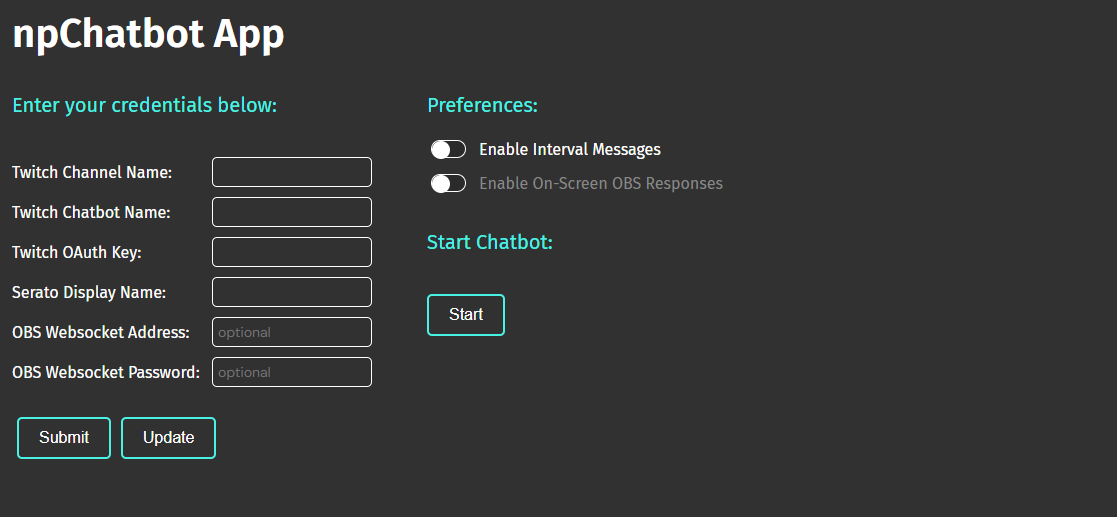 npChatbot App
Enter your credentials below:
Twitch Channel Name:
Twitch Chatbot Name:
Twitch OAuth Key:
Serato Display Name:
OBS Websocket Address: optional
OBS Websocket Password: optional
Submit Update
Preferences:
Enable Interval Messages
Enable On-Screen OBS Responses
Start Chatbot:
Start